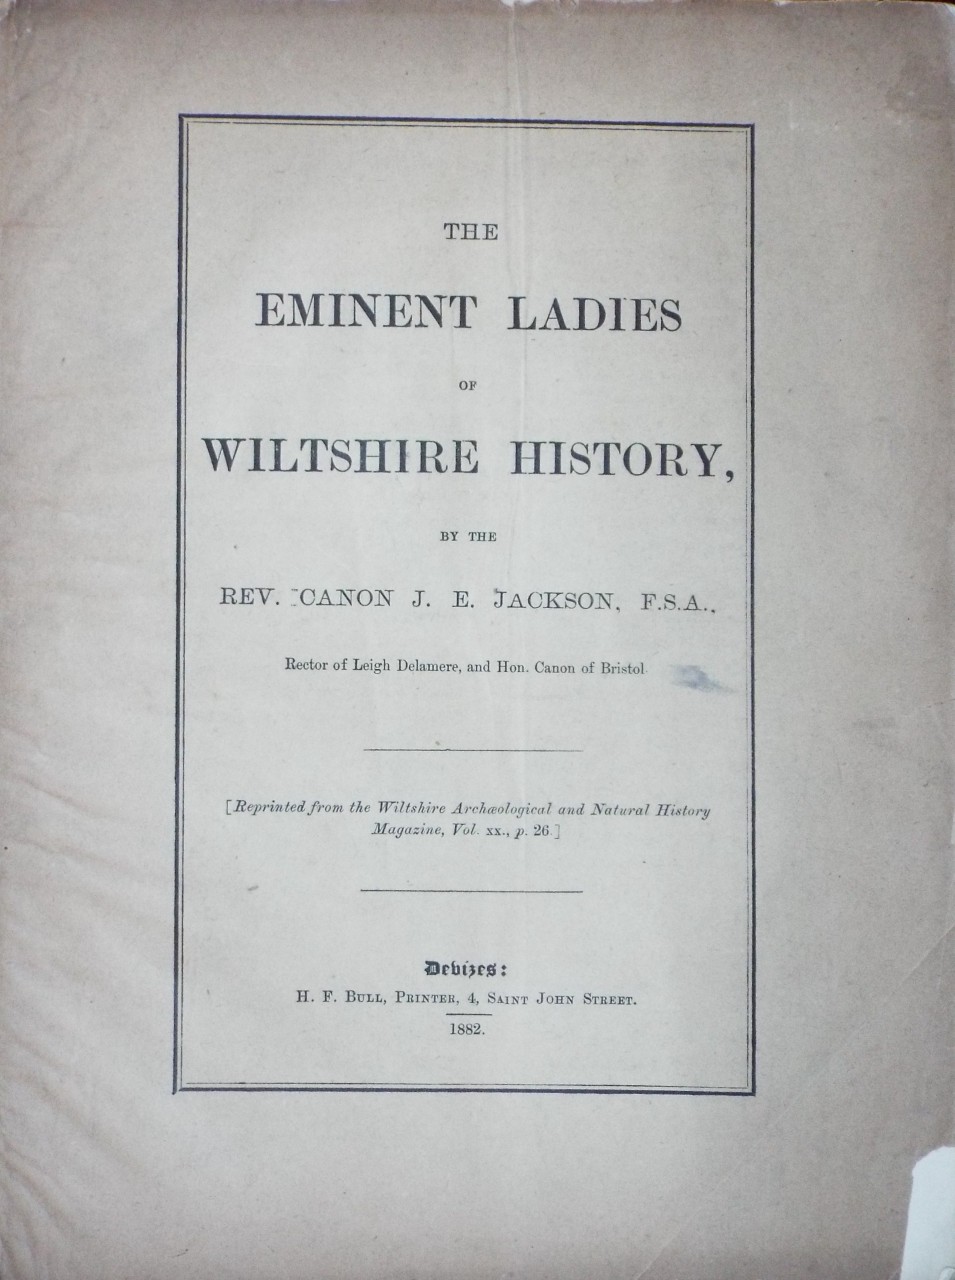 THE
EMINENT LADIES
OF
WILTSHIRE HISTORY,
BY THE
REV. CANON J. E. JACKSON, F.S.A.,
Rector of Leigh Delamere, and Hon. Canon of Bristol
[Reprinted from the Wiltshire Archæological and Natural History
Magazine, Vol. xx., p. 26.]
Devizes:
H. F. BULL, PRINTER, 4, SAINT JOHN STREET.
1882.